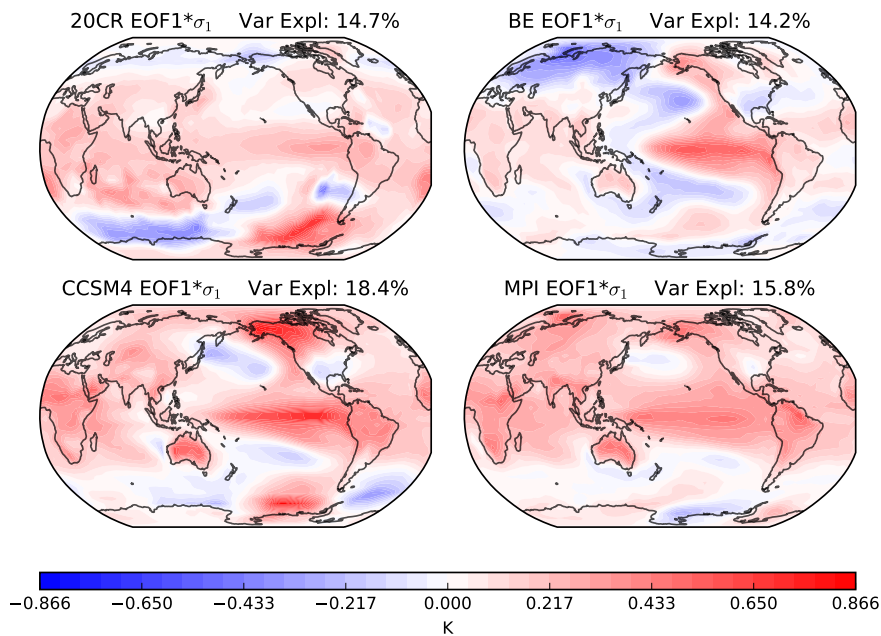 20CR EOF1*σ₁ Var Expl: 14.7%
BE EOF1*σ₁ Var Expl: 14.2%
CCSM4 EOF1*σ₁ Var Expl: 18.4%
MPI EOF1*σ₁ Var Expl: 15.8%
−0.866 −0.650 −0.433 −0.217 0.000 0.217 0.433 0.650 0.866
K